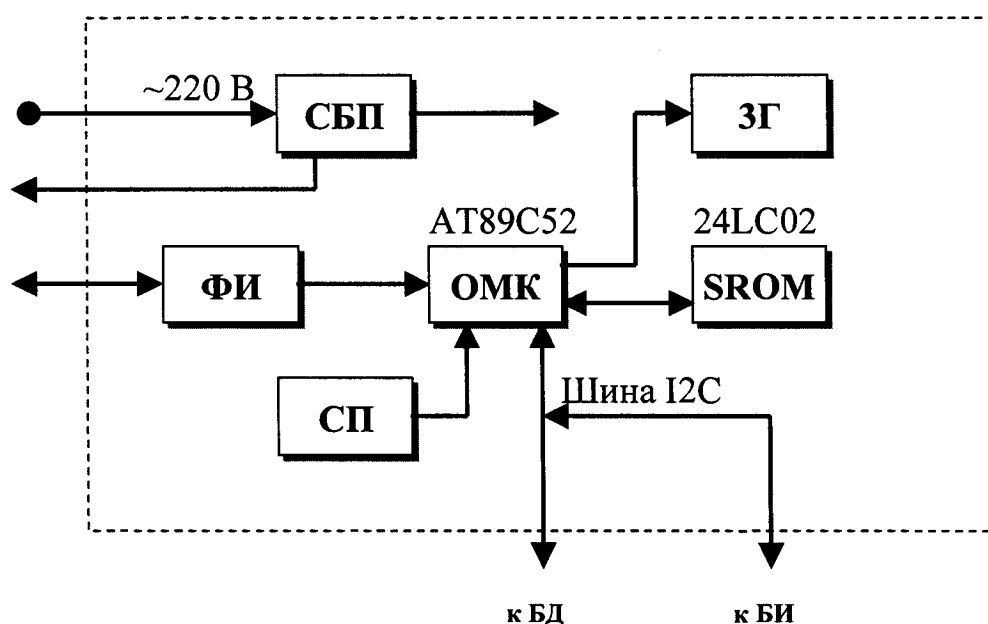 ~220 В
СБП
ЗГ
AT89C52
24LC02
ФИ
ОМК
SROM
СП
Шина I2C
к БД
к БИ